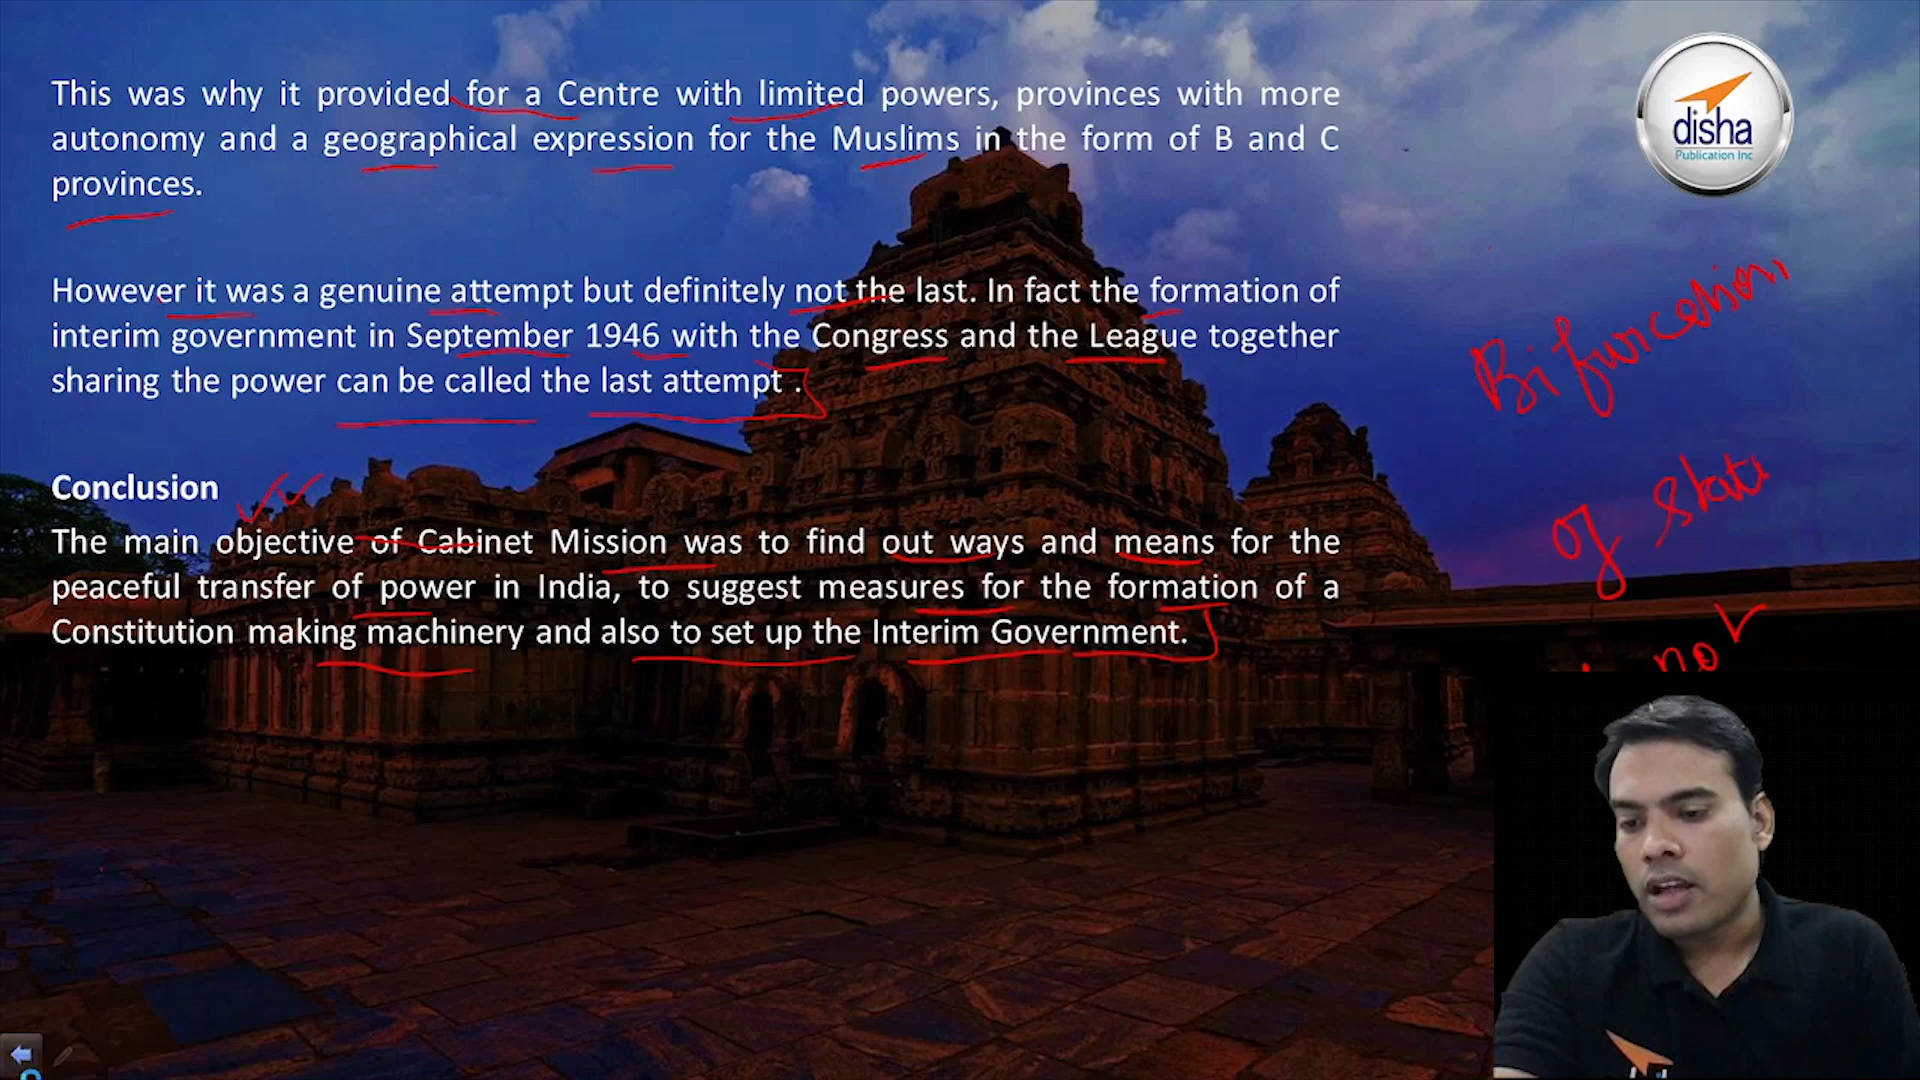 This was why it provided for a Centre with limited powers, provinces with more
autonomy and a geographical expression for the Muslims in the form of B and C
provinces.
However it was a genuine attempt but definitely not the last. In fact the formation of
interim government in September 1946 with the Congress and the League together
sharing the power can be called the last attempt .
Conclusion
The main objective of Cabinet Mission was to find out ways and means for the
peaceful transfer of power in India, to suggest measures for the formation of a
Constitution making machinery and also to set up the Interim Government.
disha
Publication Inc
Bifurcation
of State